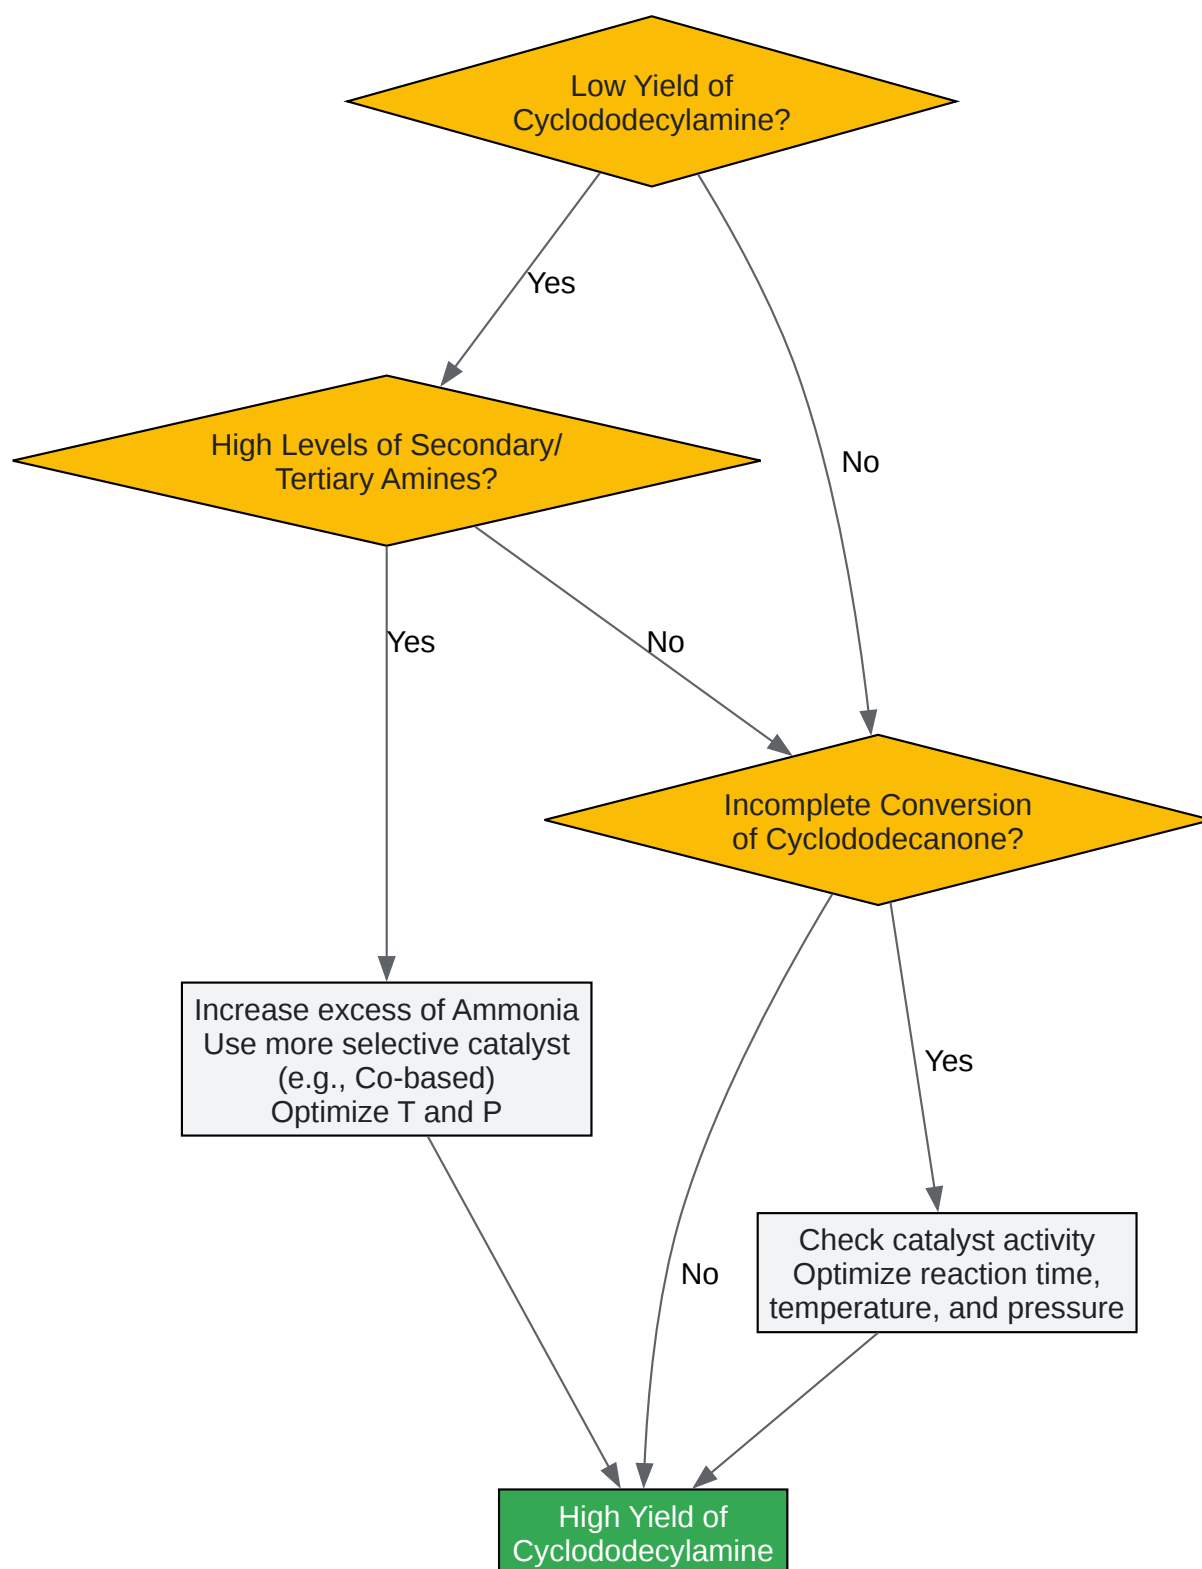 Low Yield of
Cyclododecylamine?
Yes
No
High Levels of Secondary/
Tertiary Amines?
Yes
No
Incomplete Conversion
of Cyclododecanone?
Increase excess of Ammonia
Use more selective catalyst
(e.g., Co-based)
Optimize T and P
Yes
No
Check catalyst activity
Optimize reaction time,
temperature, and pressure
High Yield of
Cyclododecylamine